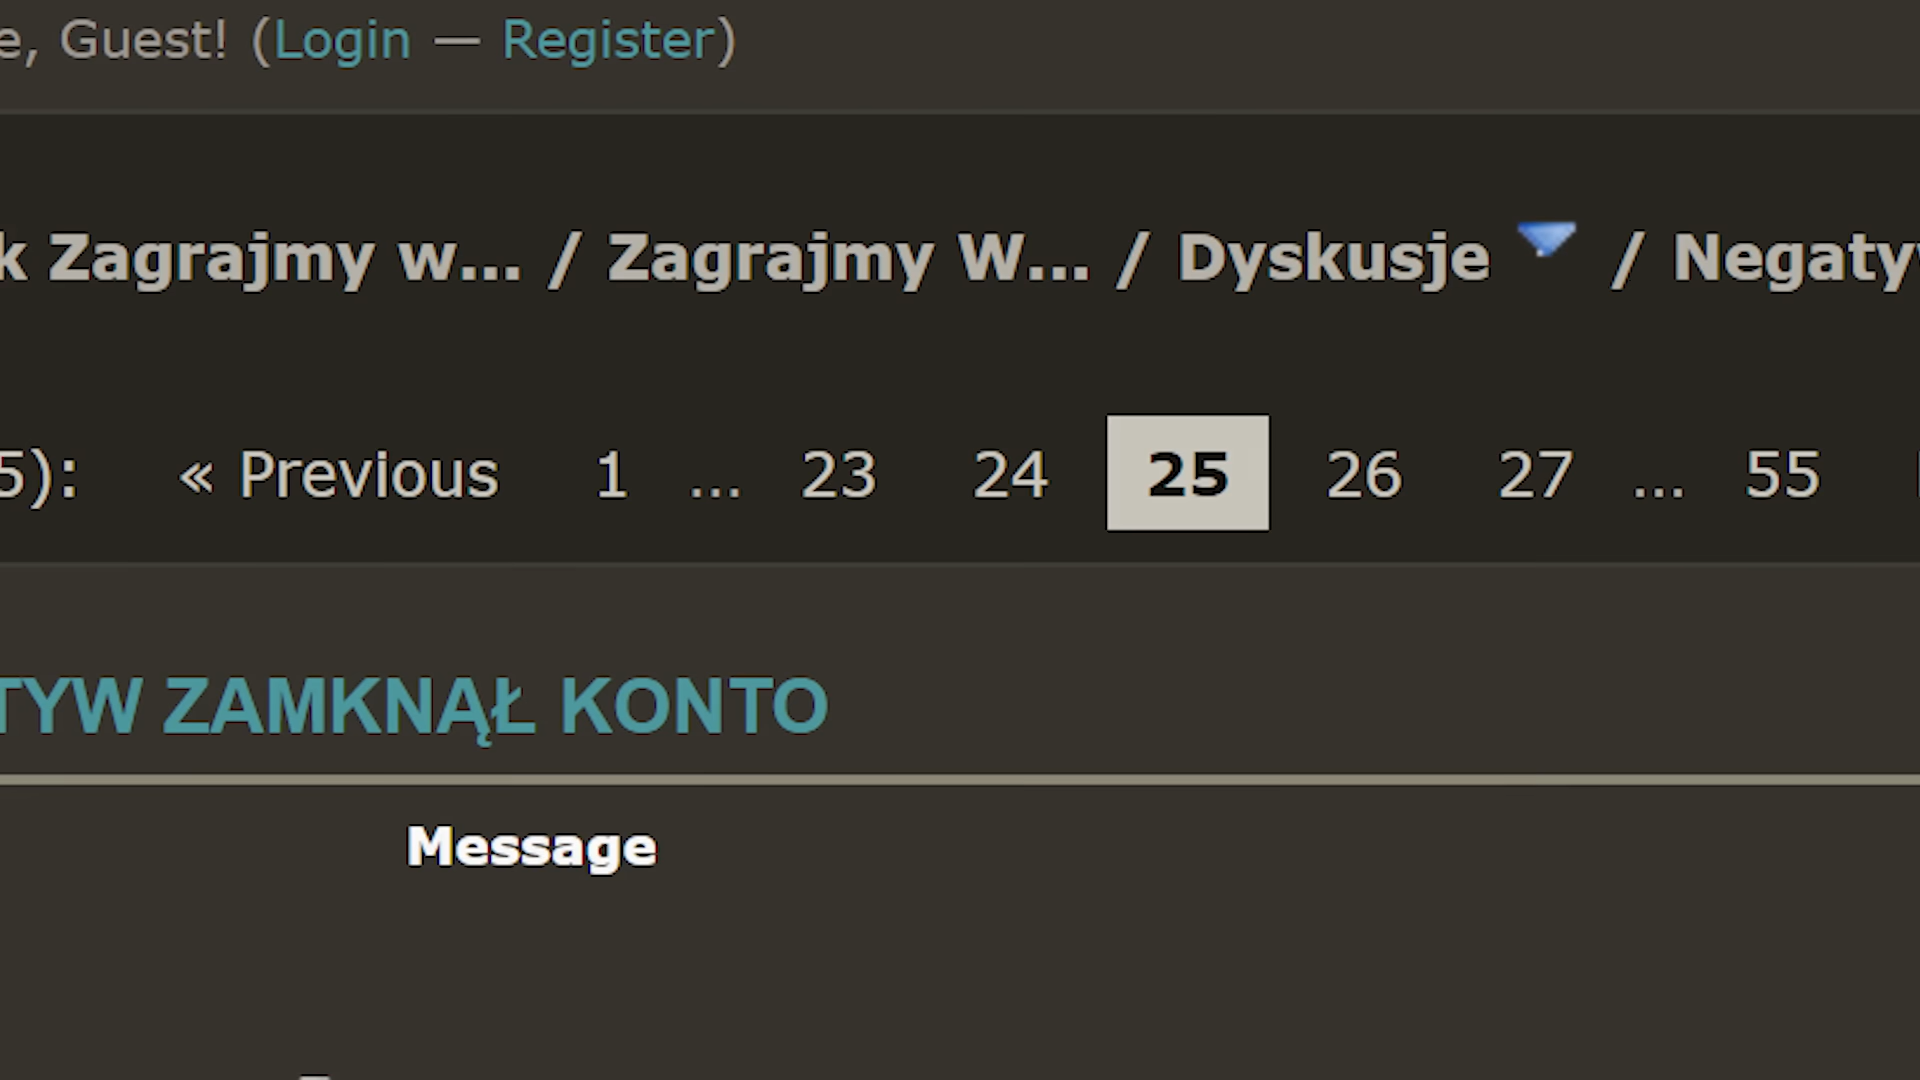 e, Guest! (Login — Register)
k Zagrajmy w... / Zagrajmy W... / Dyskusje / Negatyw
5): « Previous 1 ... 23 24 25 26 27 ... 55
TYW ZAMKNĄŁ KONTO
Message